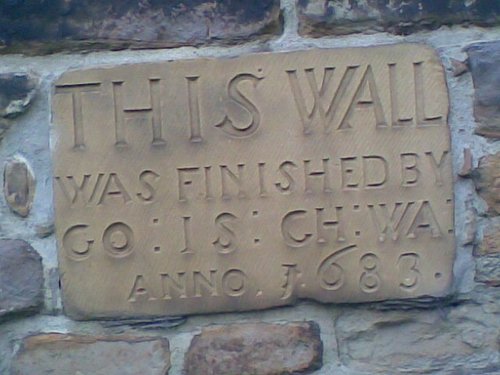 THIS WALL
WAS FINISHED BY
GO : IS : CH : WA :
ANNO . 1683 .